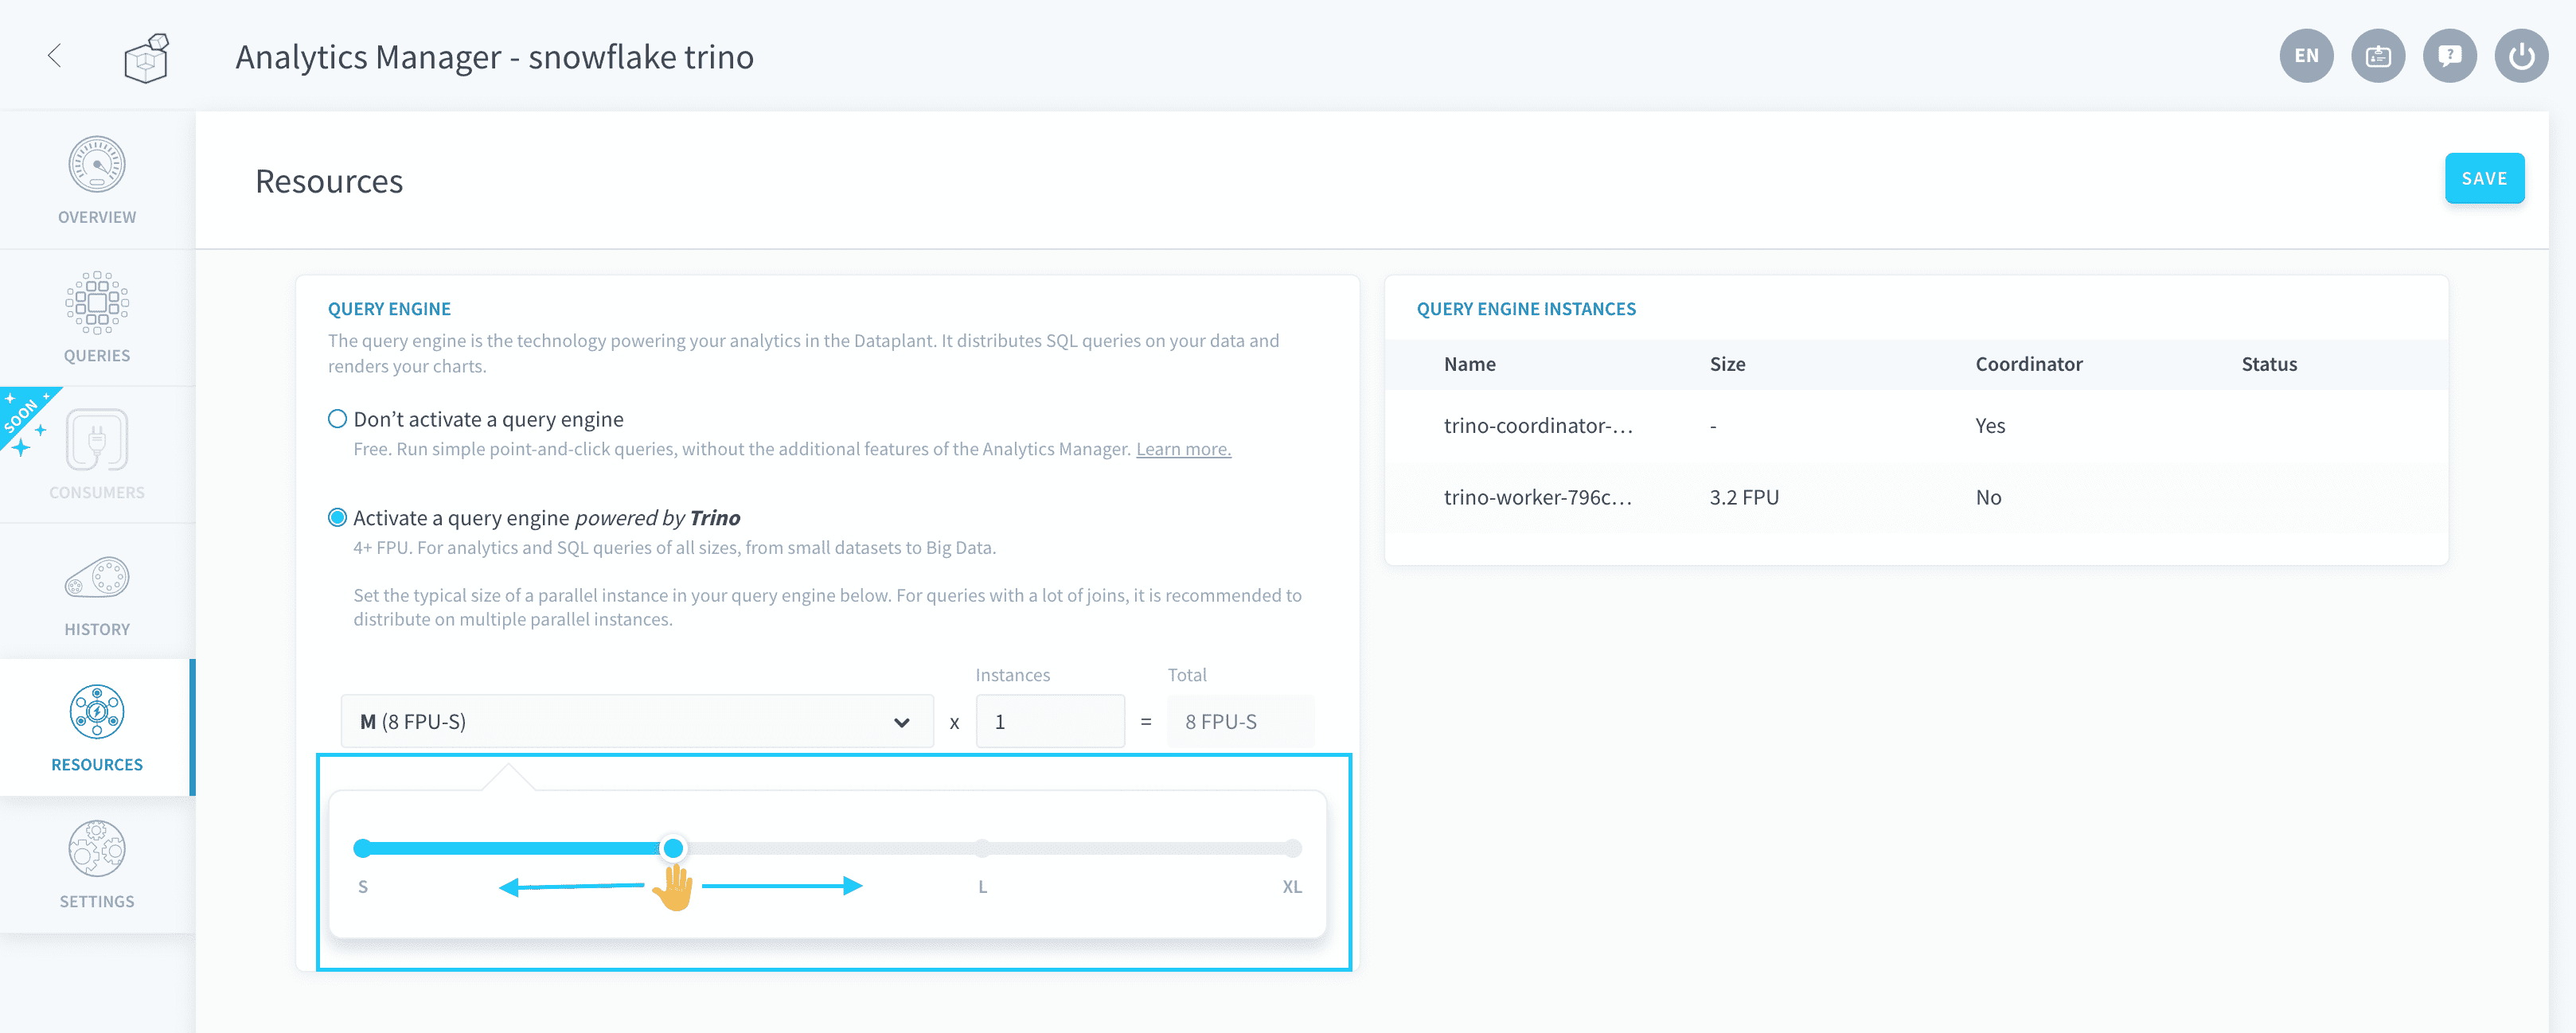 Analytics Manager - snowflake trino
EN
OVERVIEW
QUERIES
SOON
CONSUMERS
HISTORY
RESOURCES
SETTINGS
Resources
SAVE
QUERY ENGINE
The query engine is the technology powering your analytics in the Dataplant. It distributes SQL queries on your data and
renders your charts.
Don’t activate a query engine
Free. Run simple point-and-click queries, without the additional features of the Analytics Manager. Learn more.
Activate a query engine powered by Trino
4+ FPU. For analytics and SQL queries of all sizes, from small datasets to Big Data.
Set the typical size of a parallel instance in your query engine below. For queries with a lot of joins, it is recommended to
distribute on multiple parallel instances.
Instances Total
M (8 FPU-S) x 1 = 8 FPU-S
S L XL
QUERY ENGINE INSTANCES
Name Size Coordinator Status
trino-coordinator-... - Yes
trino-worker-796c... 3.2 FPU No